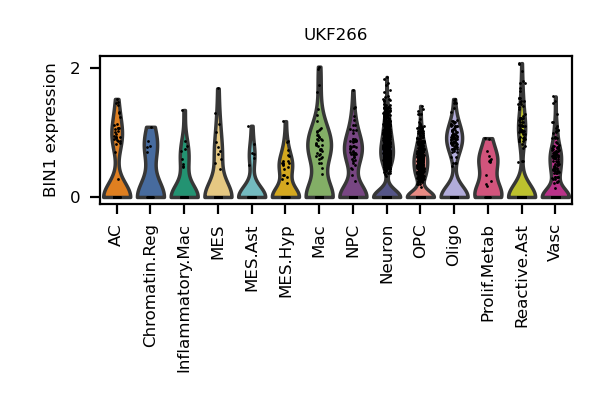 UKF266
BIN1 expression
2
0
AC
Chromatin.Reg
Inflammatory.Mac
MES
MES.Ast
MES.Hyp
Mac
NPC
Neuron
OPC
Oligo
Prolif.Metab
Reactive.Ast
Vasc